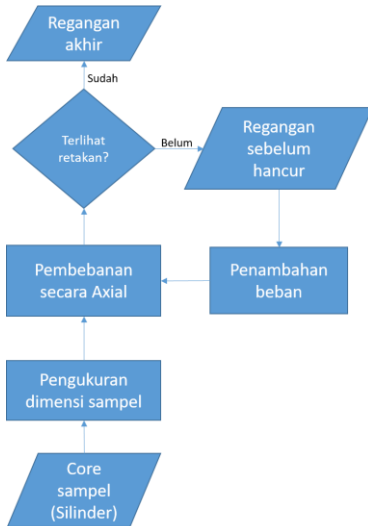 Regangan
akhir
Sudah
Terlihat
retakan?
Belum
Regangan
sebelum
hancur
Pembebanan
secara Axial
Penambahan
beban
Pengukuran
dimensi sampel
Core
sampel
(Silinder)